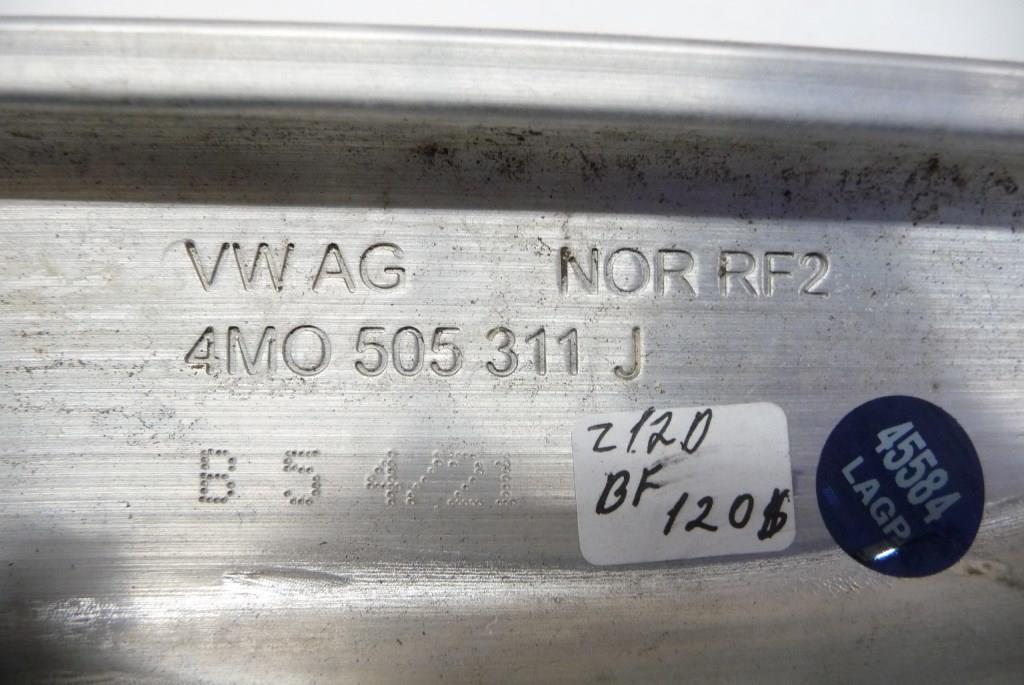 VW AG NOR RF2
4M0 505 311 J
B 5 4/21
z12D
BF
120$
45584
LAGP